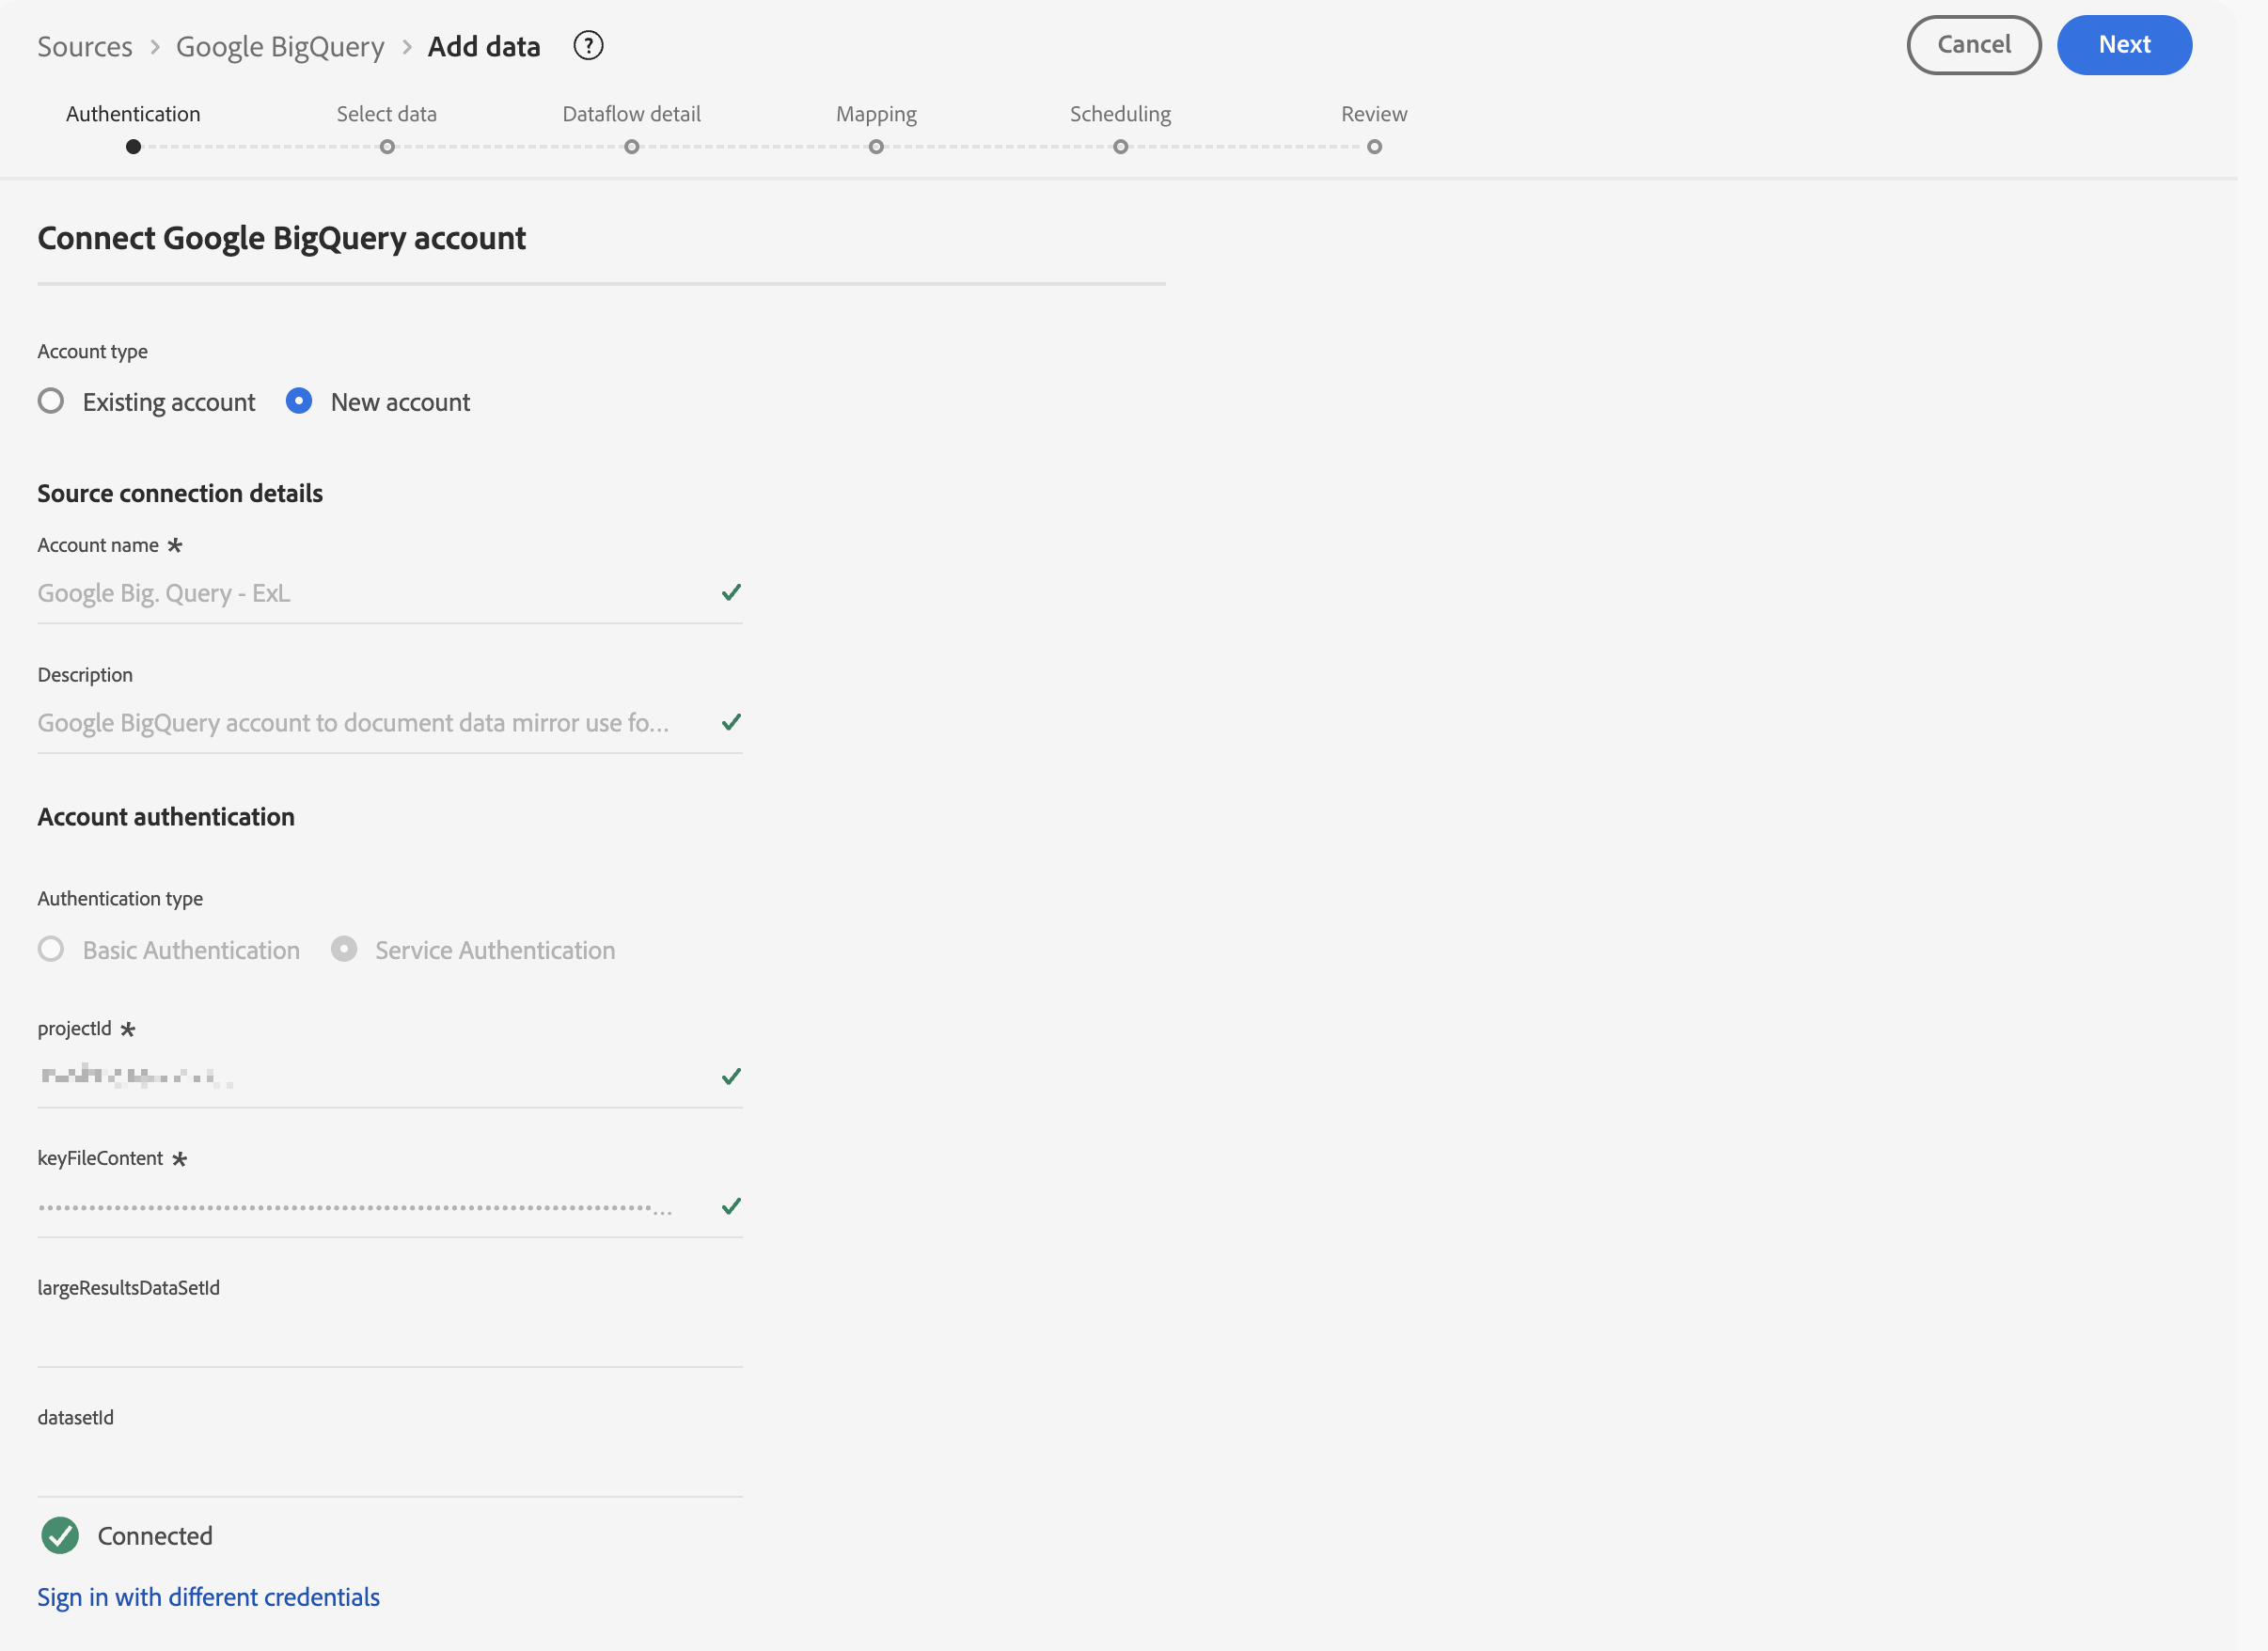 Sources > Google BigQuery > Add data ?
Cancel
Next
Authentication
Select data
Dataflow detail
Mapping
Scheduling
Review
Connect Google BigQuery account
Account type
Existing account
New account
Source connection details
Account name *
Google Big. Query - ExL
Description
Google BigQuery account to document data mirror use fo...
Account authentication
Authentication type
Basic Authentication
Service Authentication
projectId *
keyFileContent *
largeResultsDataSetId
datasetId
Connected
Sign in with different credentials